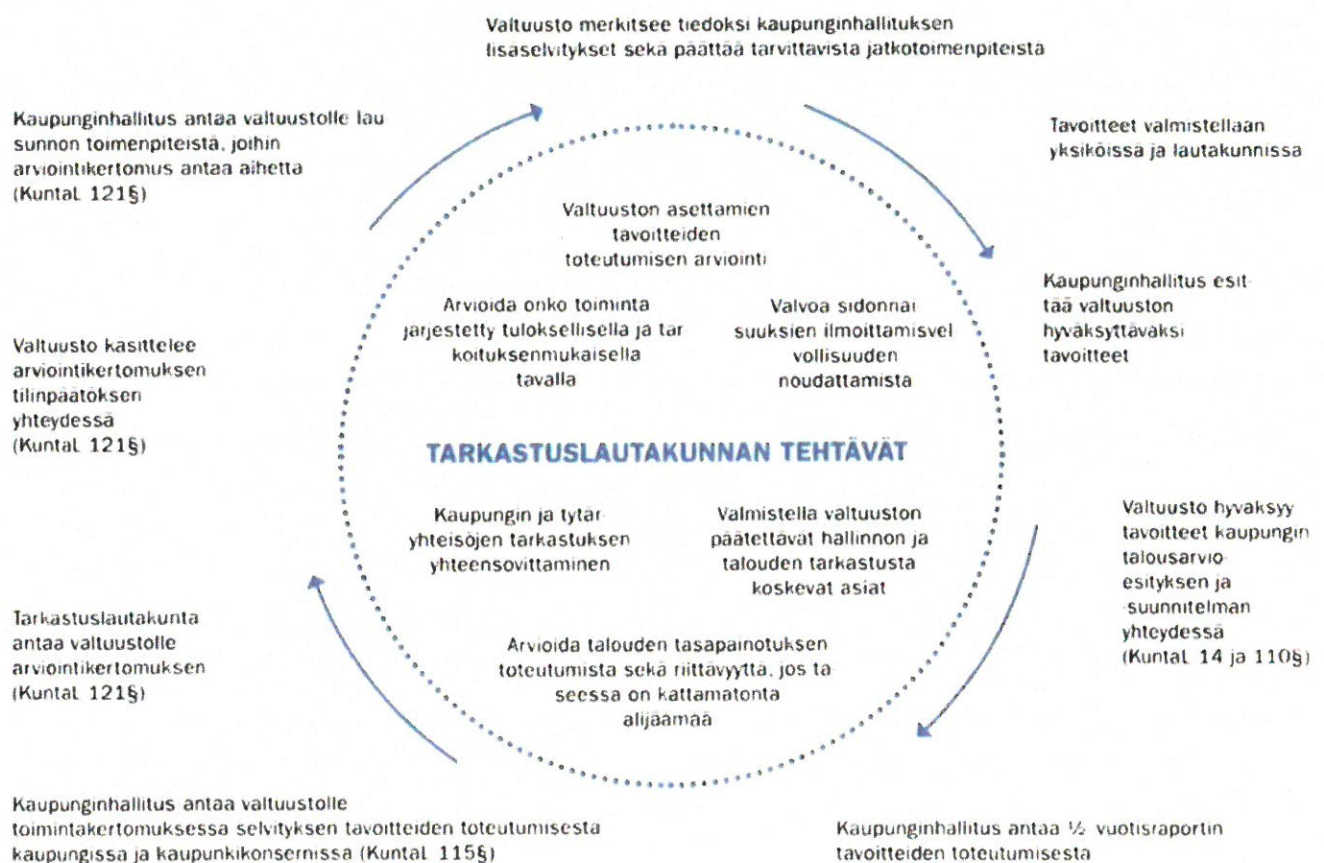 Valtuusto merkitsee tiedoksi kaupunginhallituksen
lisäselvitykset sekä päättää tarvittavista jatkotoimenpiteistä
Kaupunginhallitus antaa valtuustolle lau
sunnon toimenpiteistä, joihin
arviointikertomus antaa aihetta
(KuntaL 121§)
Tavoitteet valmistellaan
yksiköissä ja lautakunnissa
Valtuuston asettamien
tavoitteiden
toteutumisen arviointi
Kaupunginhallitus esit-
tää valtuuston
hyväksyttäväksi
tavoitteet
Arvioida onko toiminta
järjestetty tuloksellisella ja tar
koituksenmukaisella
tavalla
Valvoa sidonnai
suuksien ilmoittamisvel
vollisuuden
noudattamista
Valtuusto käsittelee
arviointikertomuksen
tilinpäätöksen
yhteydessä
(KuntaL 121§)
TARKASTUSLAUTAKUNNAN TEHTÄVÄT
Kaupungin ja tytär-
yhteisöjen tarkastuksen
yhteensovittaminen
Valmistella valtuuston
päätettävät hallinnon ja
talouden tarkastusta
koskevat asiat
Valtuusto hyväksyy
tavoitteet kaupungin
talousarvio-
esityksen ja
-suunnitelman
yhteydessä
(KuntaL 14 ja 110§)
Tarkastuslautakunta
antaa valtuustolle
arviointikertomuksen
(KuntaL 121§)
Arvioida talouden tasapainotuksen
toteutumista sekä riittävyyttä, jos ta
seessa on kattamatonta
alijäämää
Kaupunginhallitus antaa valtuustolle
toimintakertomuksessa selvityksen tavoitteiden toteutumisesta
kaupungissa ja kaupunkikonsernissa (KuntaL 115§)
Kaupunginhallitus antaa ½ vuotisraportin
tavoitteiden toteutumisesta